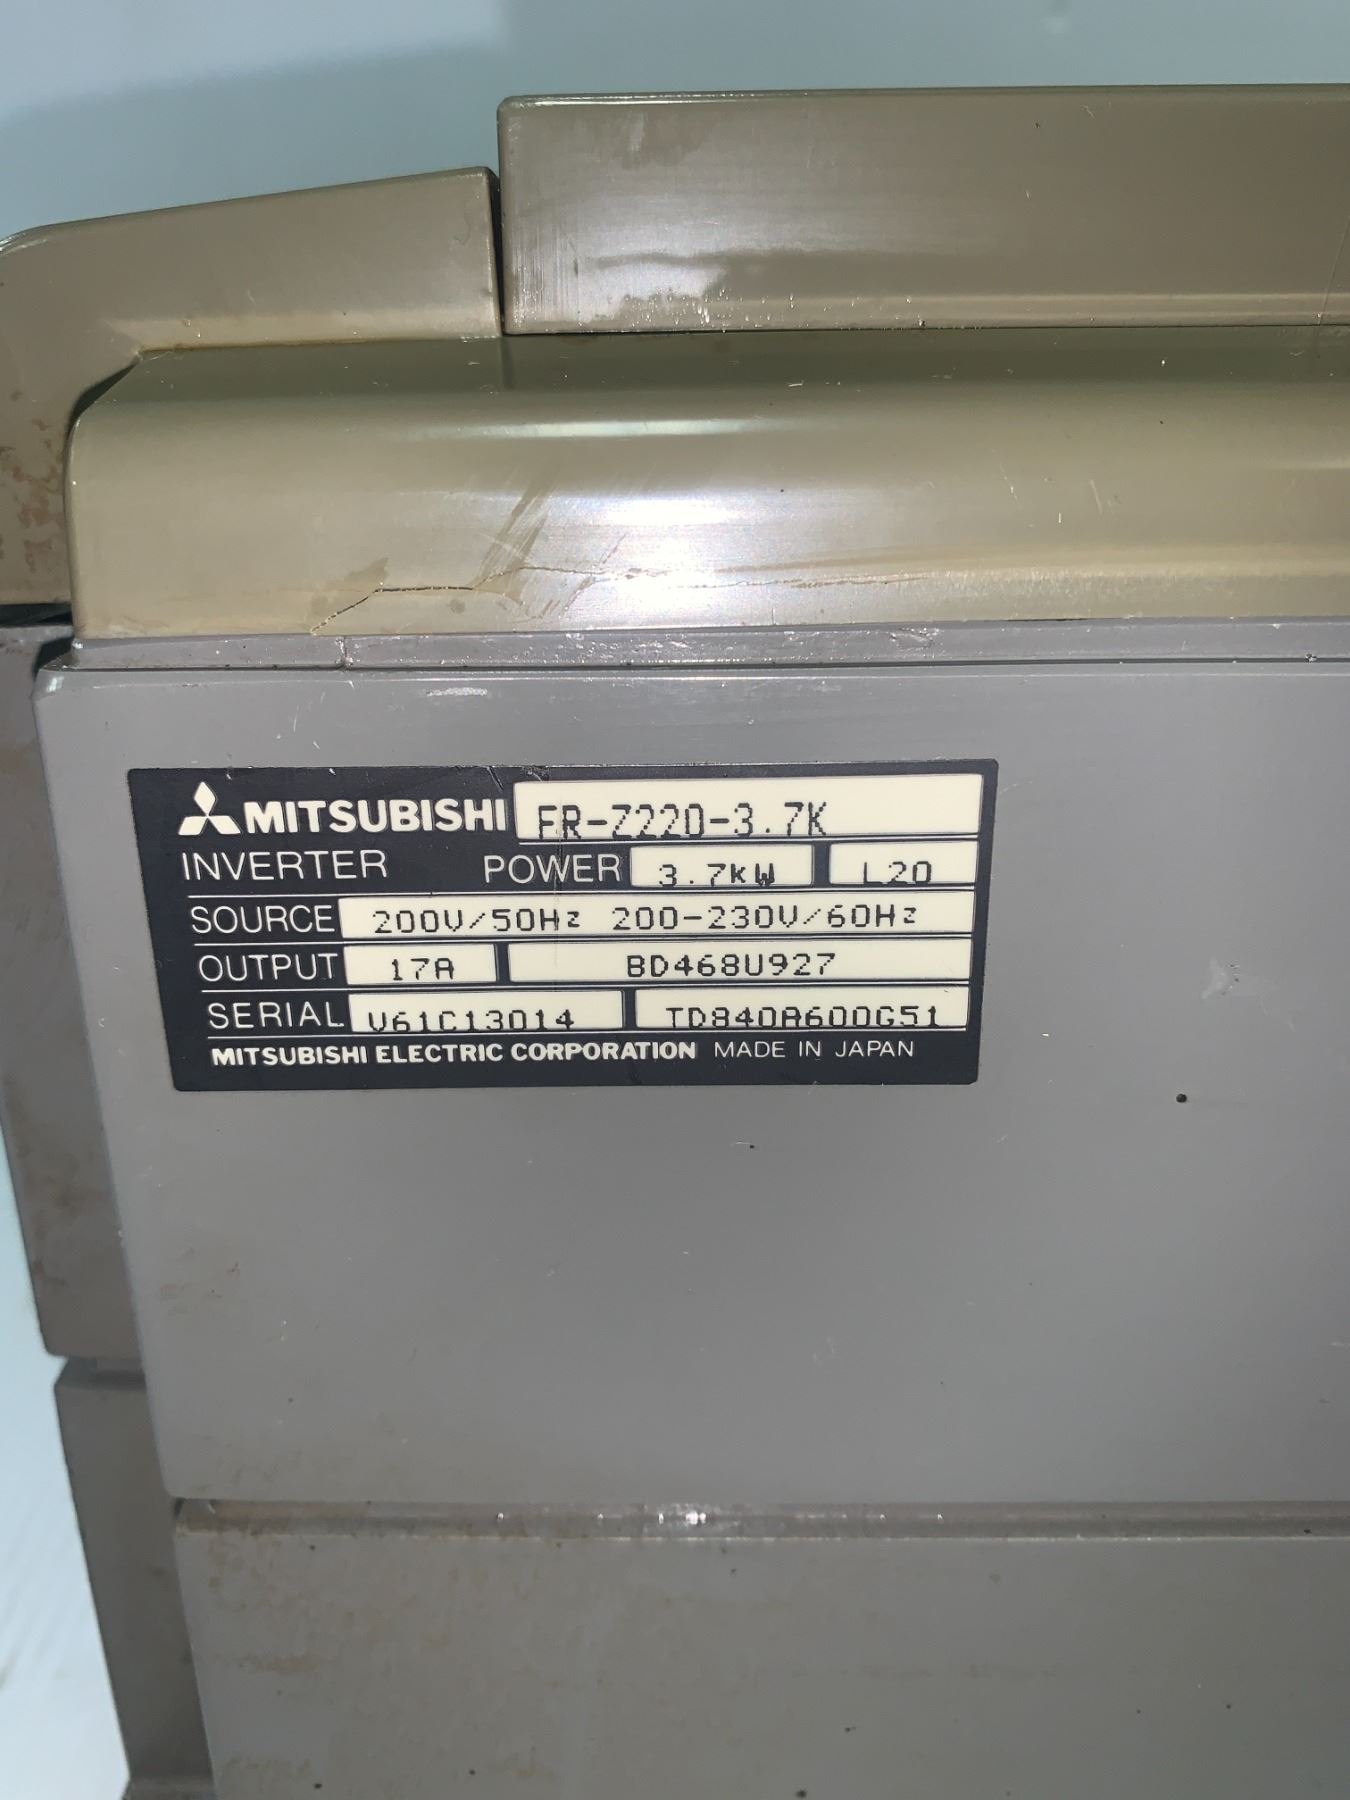 MITSUBISHI FR-Z220-3.7K
INVERTER POWER 3.7kW L20
SOURCE 200V/50Hz 200-230V/60Hz
OUTPUT 17A BD468U927
SERIAL V61C13014 TD840A600G51
MITSUBISHI ELECTRIC CORPORATION MADE IN JAPAN